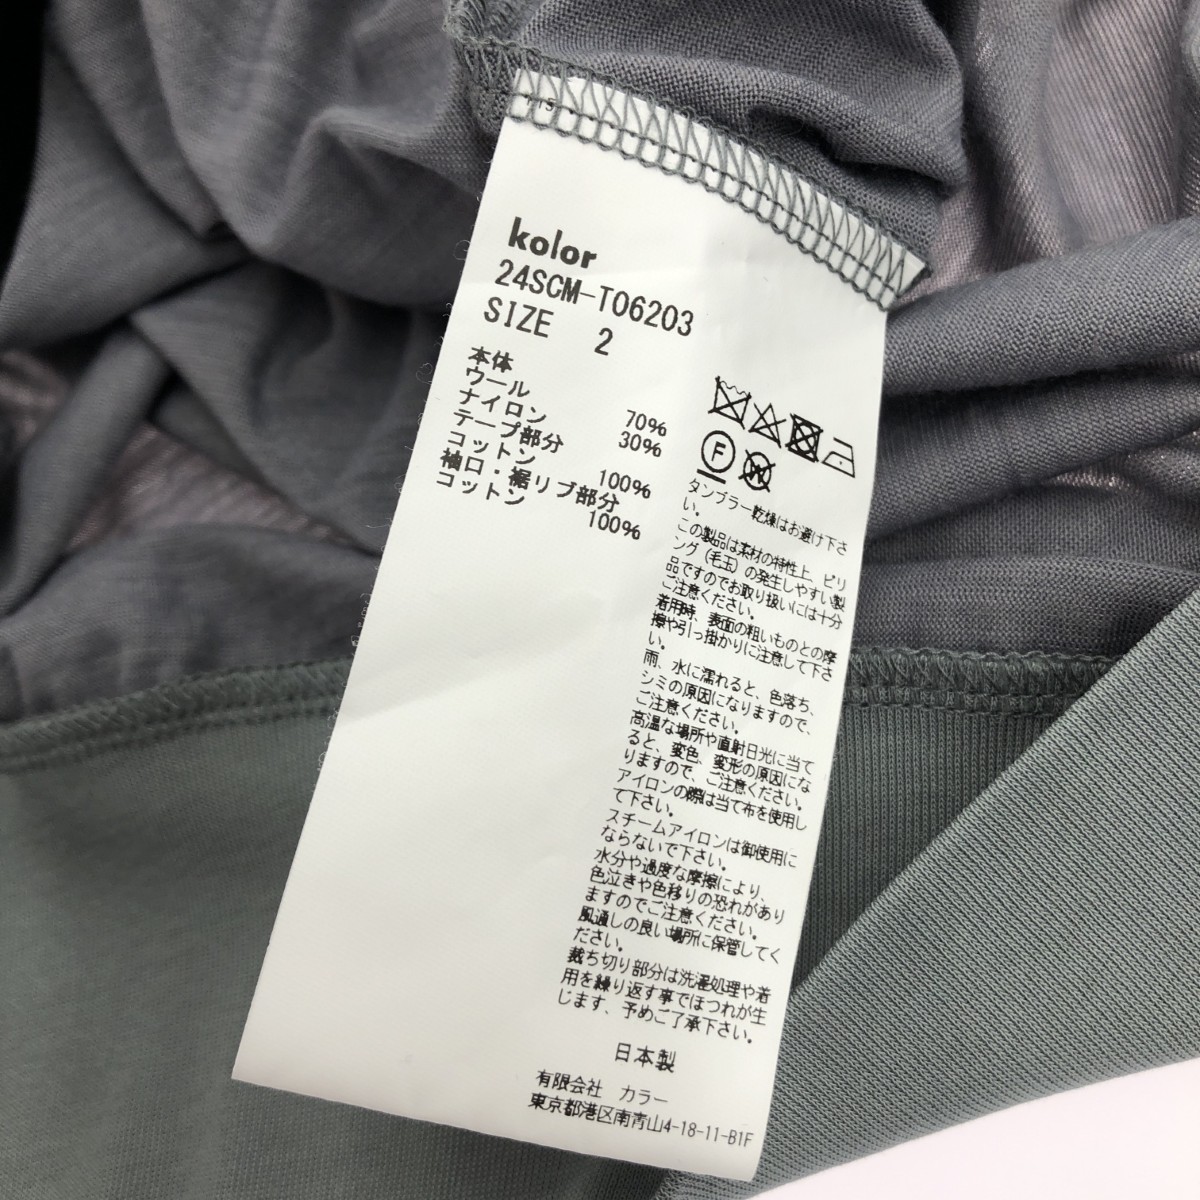 kolor
24SCM-T06203
SIZE 2
本体
ウール 70%
ナイロン 30%
テープ部分
コットン 100%
袖口・裾リブ部分
コットン 100%
F
W
タンブラー乾燥はお避け下さ
い。
この製品は素材の特性上、ピリ
ング(毛玉)の発生しやすい製
品ですのでお取り扱いには十分
ご注意ください。
着用時、表面の粗いものとの摩
擦や引っ掛かりに注意して下さ
い。
雨、水に濡れると、色落ち、
シミの原因になりますので、
ご注意ください。
高温な場所や直射日光に当て
ると、変色、変形の原因にな
りますので、ご注意ください。
アイロンの際は当て布を使用し
て下さい。
スチームアイロンは御使用に
ならないで下さい。
水分や過度な摩擦により、
色泣きや色移りの恐れがあり
ますのでご注意ください。
風通しの良い場所に保管してく
ださい。
裁ち切り部分は洗濯処理や着
用を繰り返す事でほつれが生
じます、予めご了承下さい。
日本製
有限会社 カラー
東京都港区南青山4-18-11-B1F